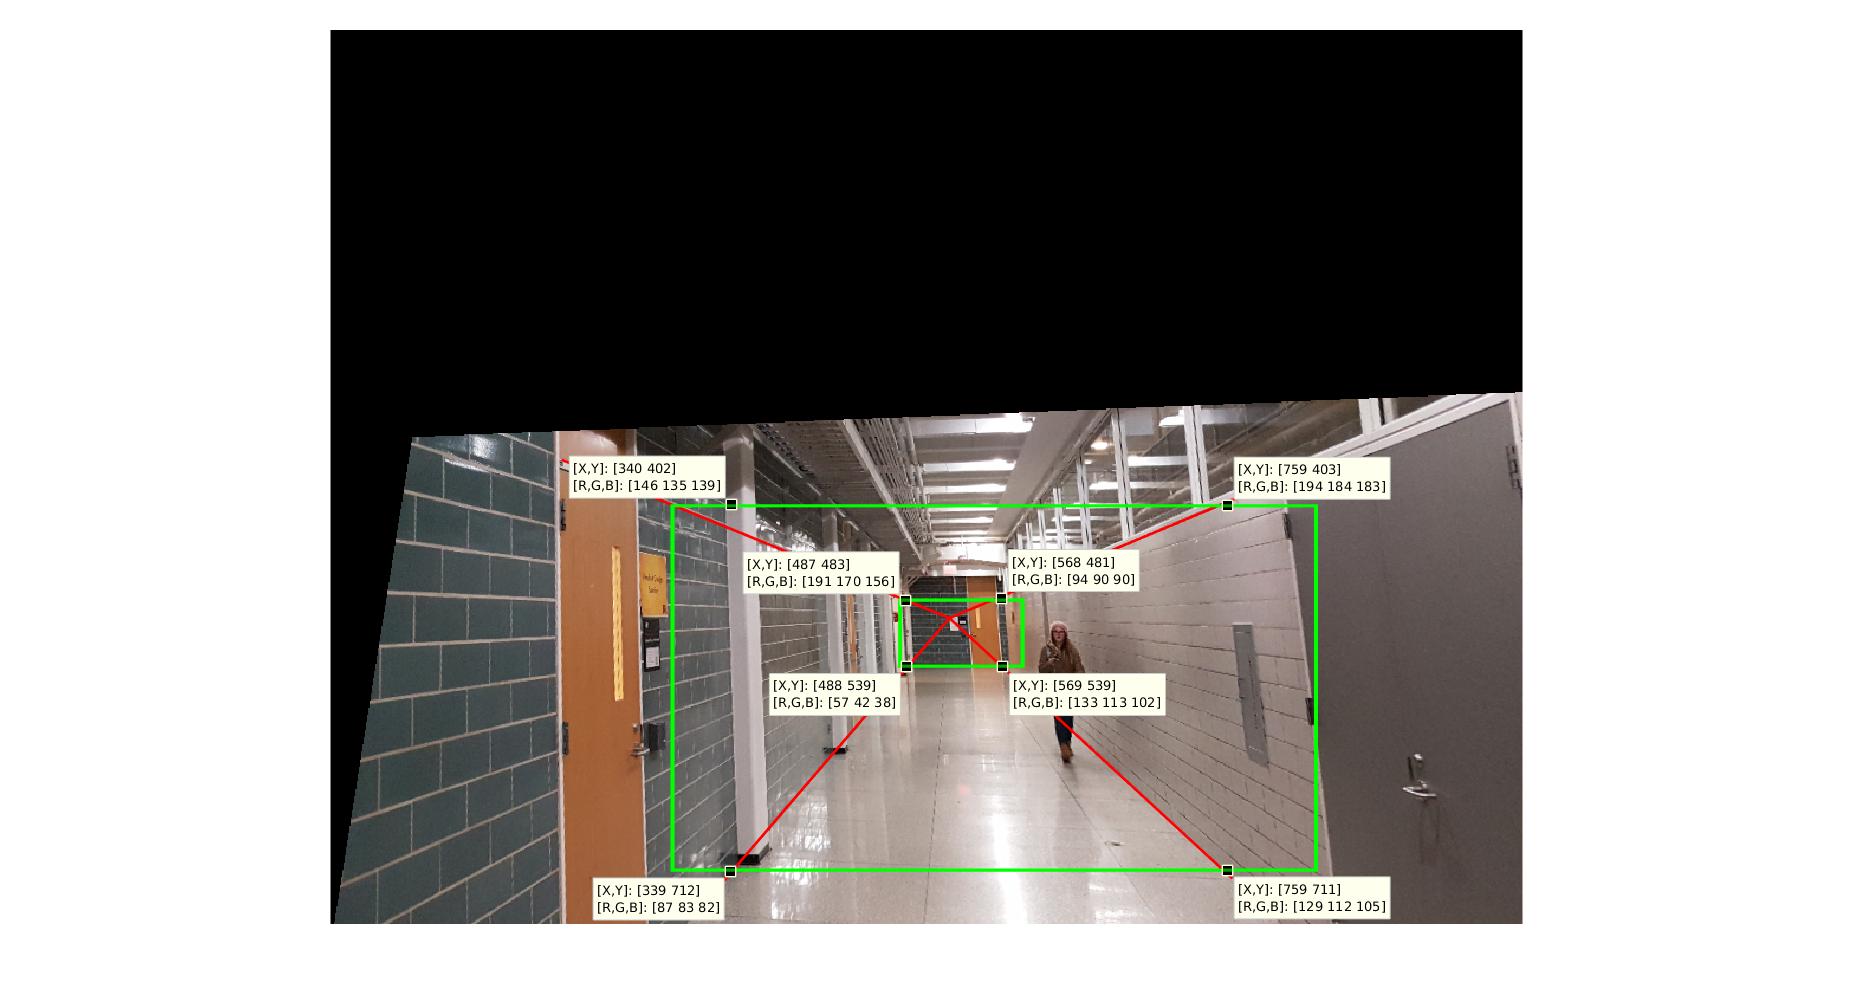 [X,Y]: [340 402]
[R,G,B]: [146 135 139]
[X,Y]: [759 403]
[R,G,B]: [194 184 183]
[X,Y]: [487 483]
[R,G,B]: [191 170 156]
[X,Y]: [568 481]
[R,G,B]: [94 90 90]
[X,Y]: [488 539]
[R,G,B]: [57 42 38]
[X,Y]: [569 539]
[R,G,B]: [133 113 102]
[X,Y]: [339 712]
[R,G,B]: [87 83 82]
[X,Y]: [759 711]
[R,G,B]: [129 112 105]